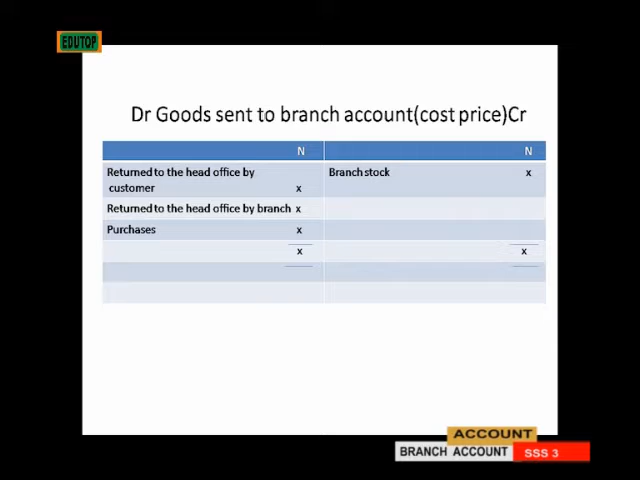 EDUTOP
Dr Goods sent to branch account(cost price)Cr
N N
Returned to the head office by Branch stock x
customer x
Returned to the head office by branch x
Purchases x
x x
ACCOUNT
BRANCH ACCOUNT SSS 3